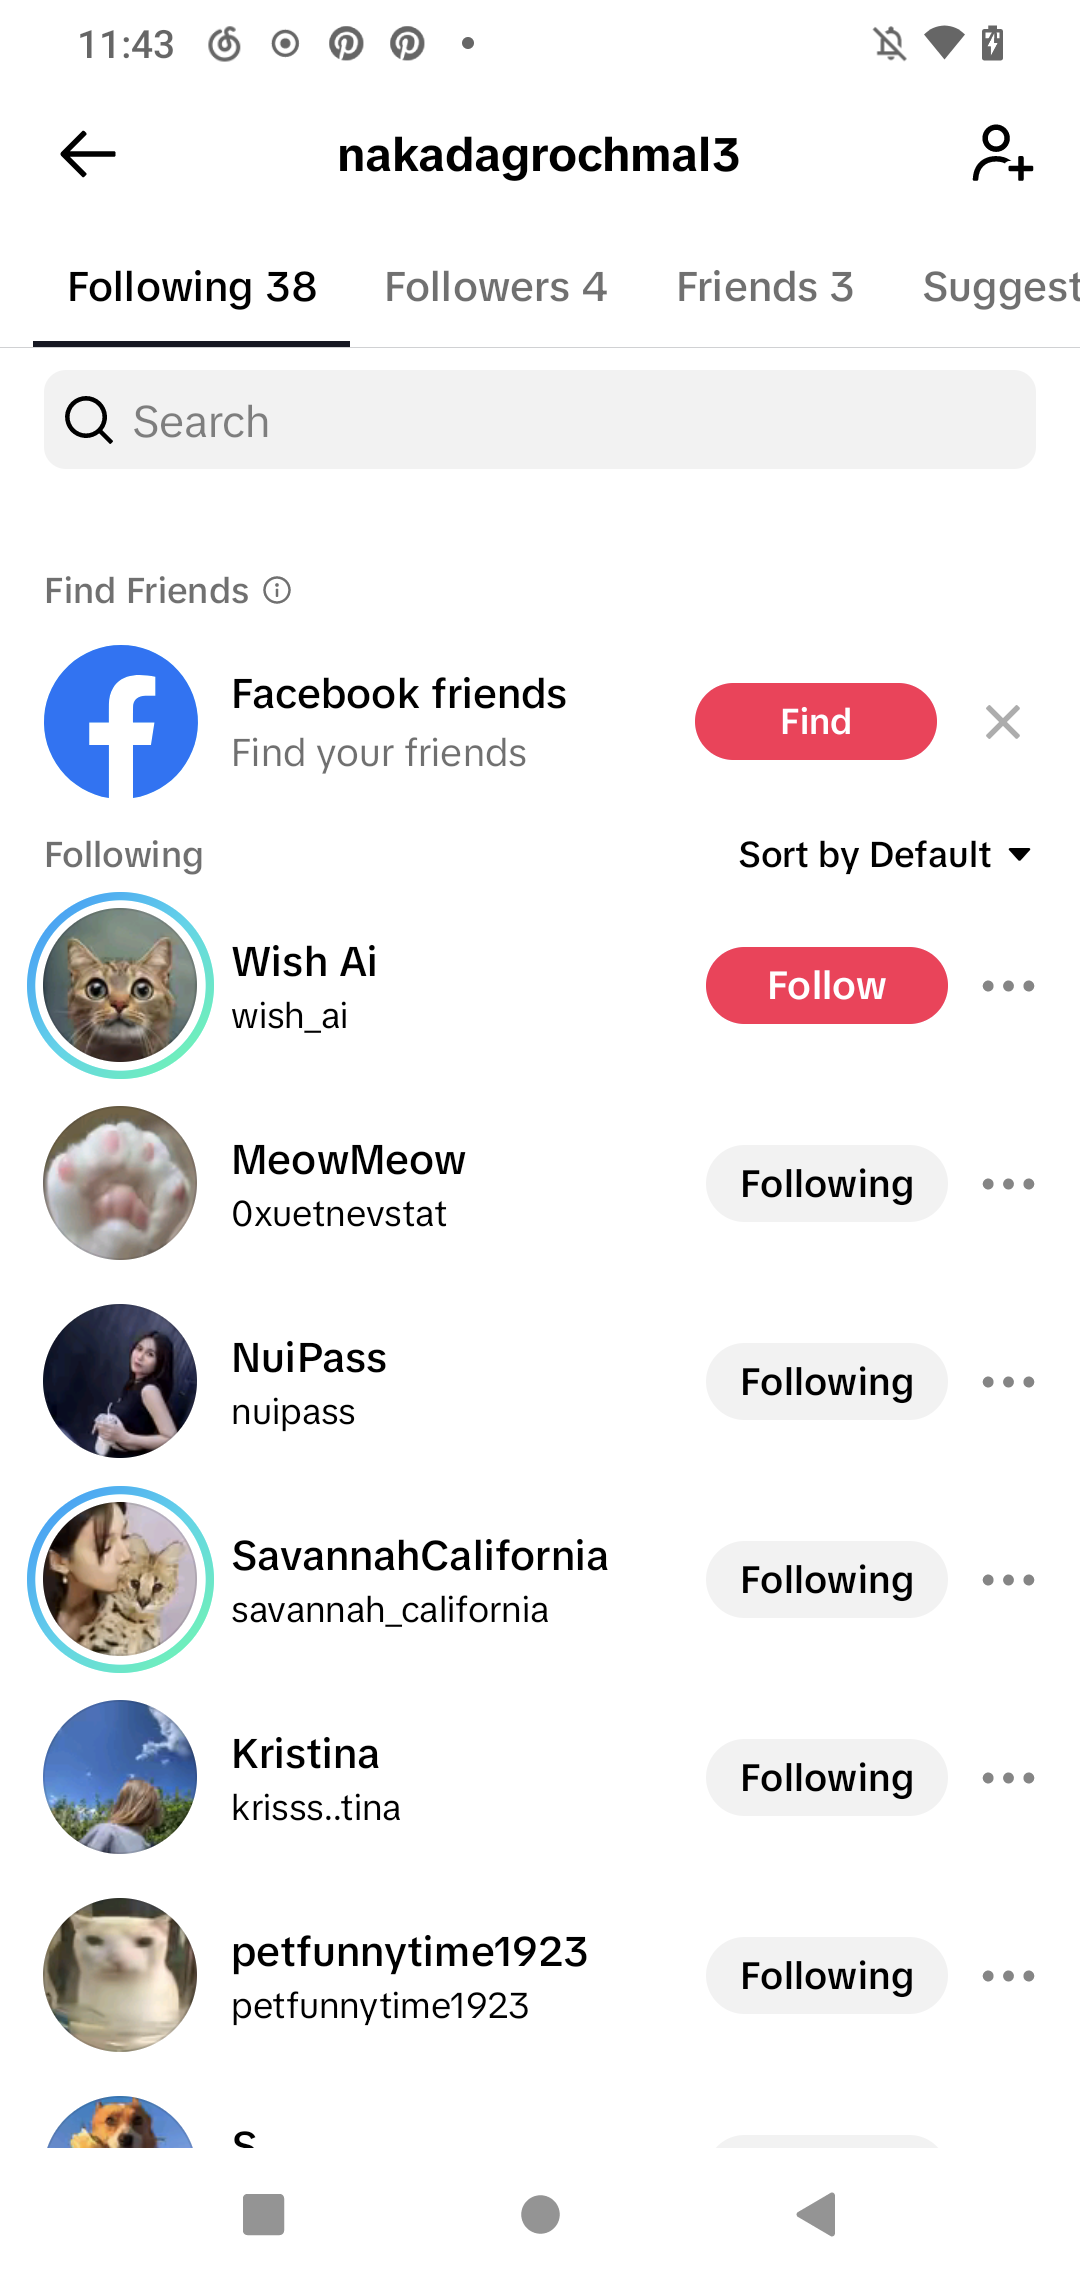 11:43
nakadagrochmal3
Following 38
Followers 4
Friends 3
Suggest
Search
Find Friends
Facebook friends
Find your friends
Find
Following
Sort by Default
Wish Ai
wish_ai
Follow
MeowMeow
0xuetnevstat
Following
NuiPass
nuipass
Following
SavannahCalifornia
savannah_california
Following
Kristina
krisss..tina
Following
petfunnytime1923
petfunnytime1923
Following
S